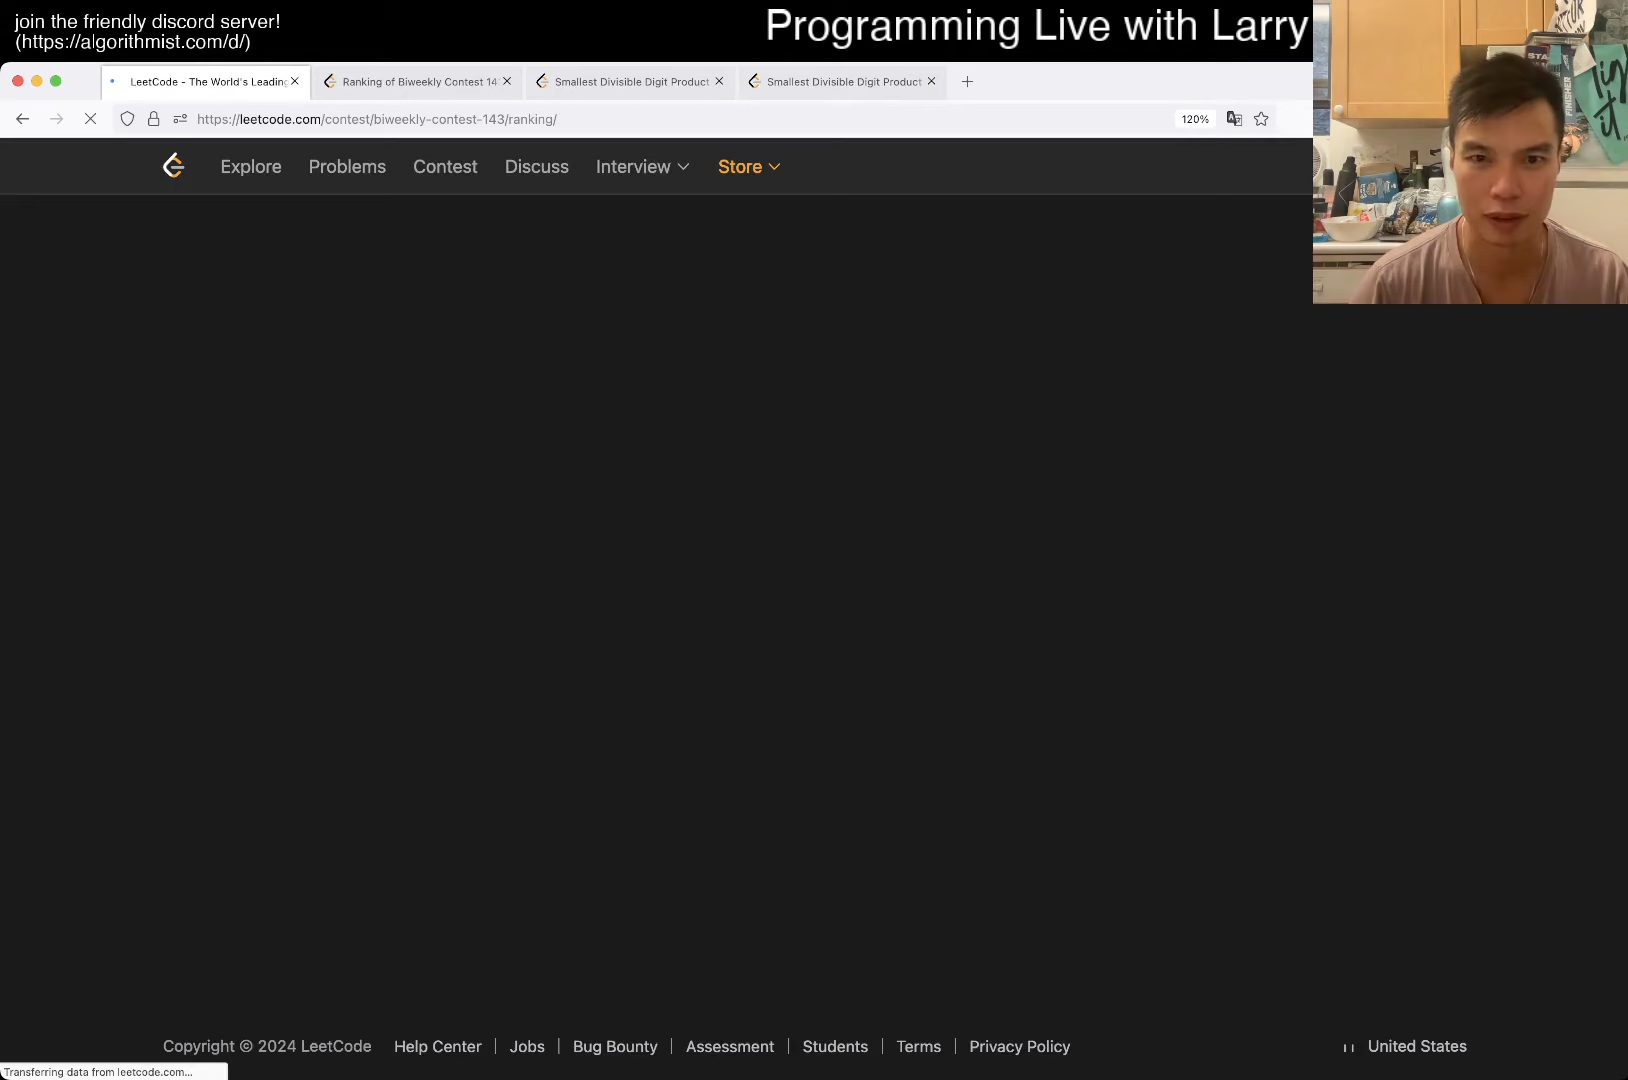 join the friendly discord server!
(https://algorithmist.com/d/)
Programming Live with Larry
LeetCode - The World's Leading
Ranking of Biweekly Contest 14
Smallest Divisible Digit Product
Smallest Divisible Digit Product
https://leetcode.com/contest/biweekly-contest-143/ranking/
120%
Explore
Problems
Contest
Discuss
Interview
Store
FINISHER
Copyright © 2024 LeetCode
Help Center
Jobs
Bug Bounty
Assessment
Students
Terms
Privacy Policy
United States
Transferring data from leetcode.com...